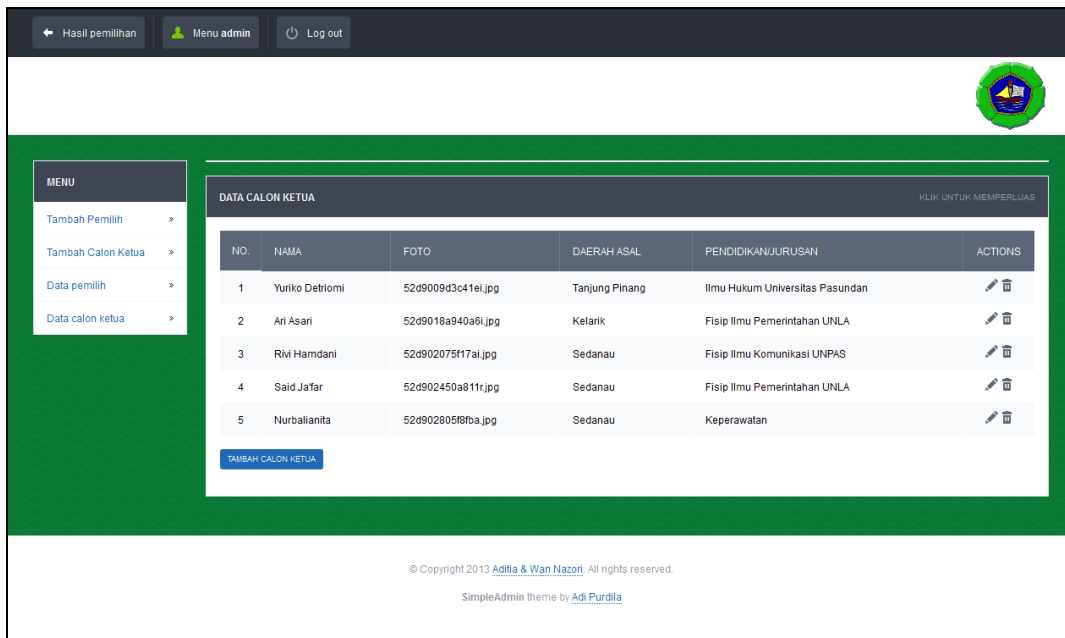 Hasil pemilihan Menu admin Log out
MENU
Tambah Pemilih »
Tambah Calon Ketua »
Data pemilih »
Data calon ketua »
DATA CALON KETUA KLIK UNTUK MEMPERLUAS
NO. NAMA FOTO DAERAH ASAL PENDIDIKAN/JURUSAN ACTIONS
1 Yuriko Detriomi 52d9009d3c41ei.jpg Tanjung Pinang Ilmu Hukum Universitas Pasundan
2 Ari Asari 52d9018a940a6i.jpg Kelarik Fisip Ilmu Pemerintahan UNLA
3 Rivi Hamdani 52d902075f17ai.jpg Sedanau Fisip Ilmu Komunikasi UNPAS
4 Said Ja'far 52d902450a811r.jpg Sedanau Fisip Ilmu Pemerintahan UNLA
5 Nurbalianita 52d902805f8fba.jpg Sedanau Keperawatan
TAMBAH CALON KETUA
© Copyright 2013 Aditia & Wan Nazori. All rights reserved.
SimpleAdmin theme by Adi Purdila